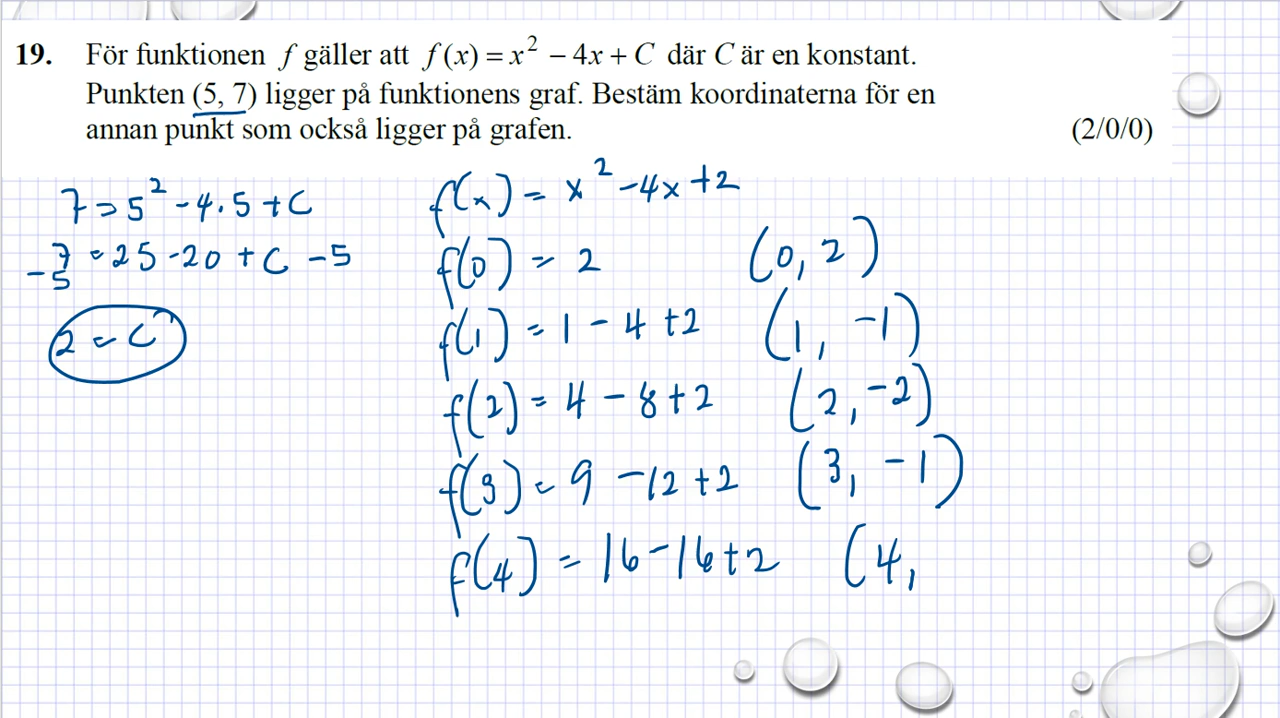 19. För funktionen f gäller att f(x) = x² − 4x + C där C är en konstant.
Punkten (5, 7) ligger på funktionens graf. Bestäm koordinaterna för en
annan punkt som också ligger på grafen. (2/0/0)
7 = 5² - 4·5 + C
-5 7 = 25 - 20 + C - 5
2 = C
f(x) = x² - 4x + 2
f(0) = 2 (0, 2)
f(1) = 1 - 4 + 2 (1, -1)
f(2) = 4 - 8 + 2 (2, -2)
f(3) = 9 - 12 + 2 (3, -1)
f(4) = 16 - 16 + 2 (4,